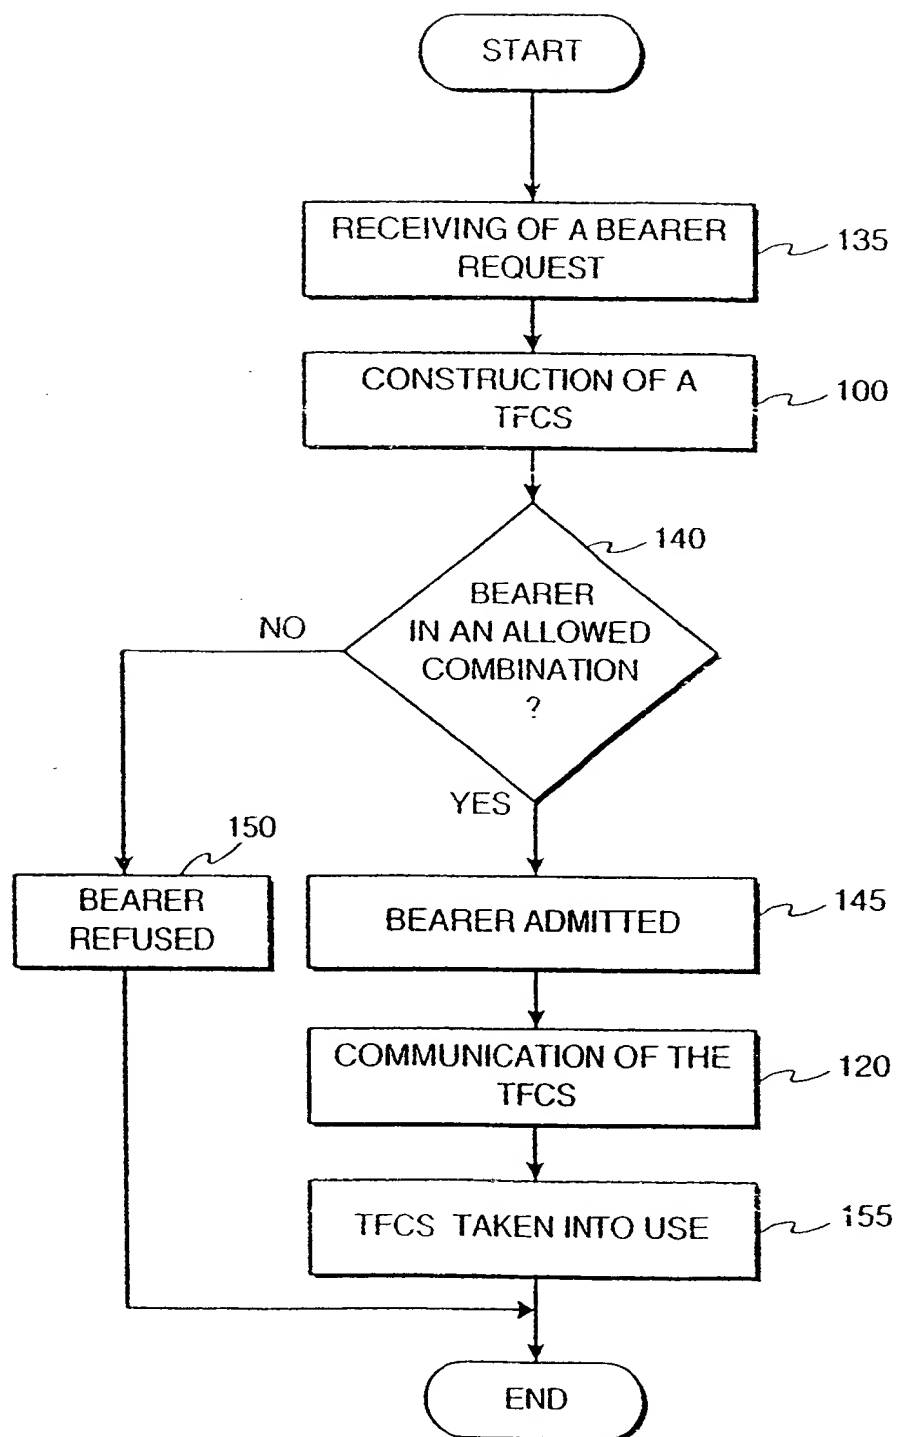 START
RECEIVING OF A BEARER
REQUEST
135
CONSTRUCTION OF A
TFCS
100
140
BEARER
IN AN ALLOWED
COMBINATION
?
NO
YES
150
BEARER
REFUSED
BEARER ADMITTED
145
COMMUNICATION OF THE
TFCS
120
TFCS TAKEN INTO USE
155
END